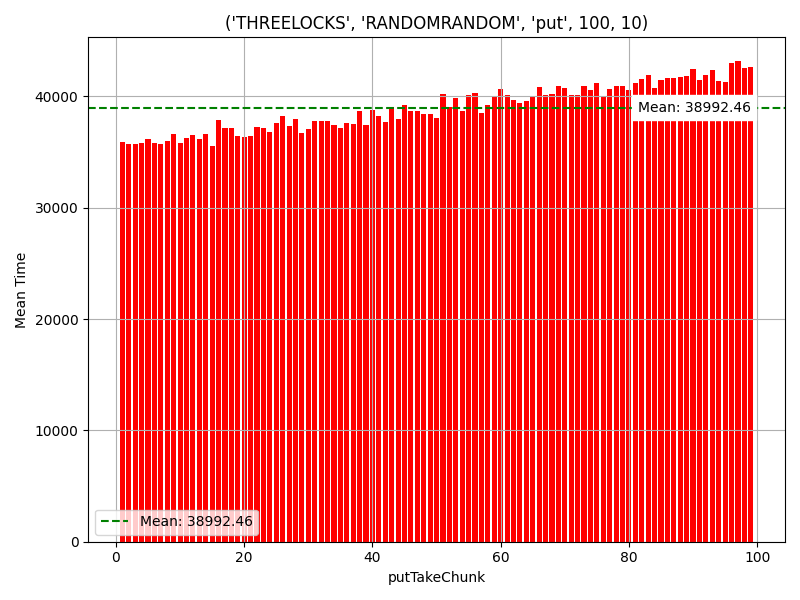 ('THREELOCKS', 'RANDOMRANDOM', 'put', 100, 10)
40000
30000
20000
10000
0
Mean Time
Mean: 38992.46
Mean: 38992.46
0 20 40 60 80 100
putTakeChunk